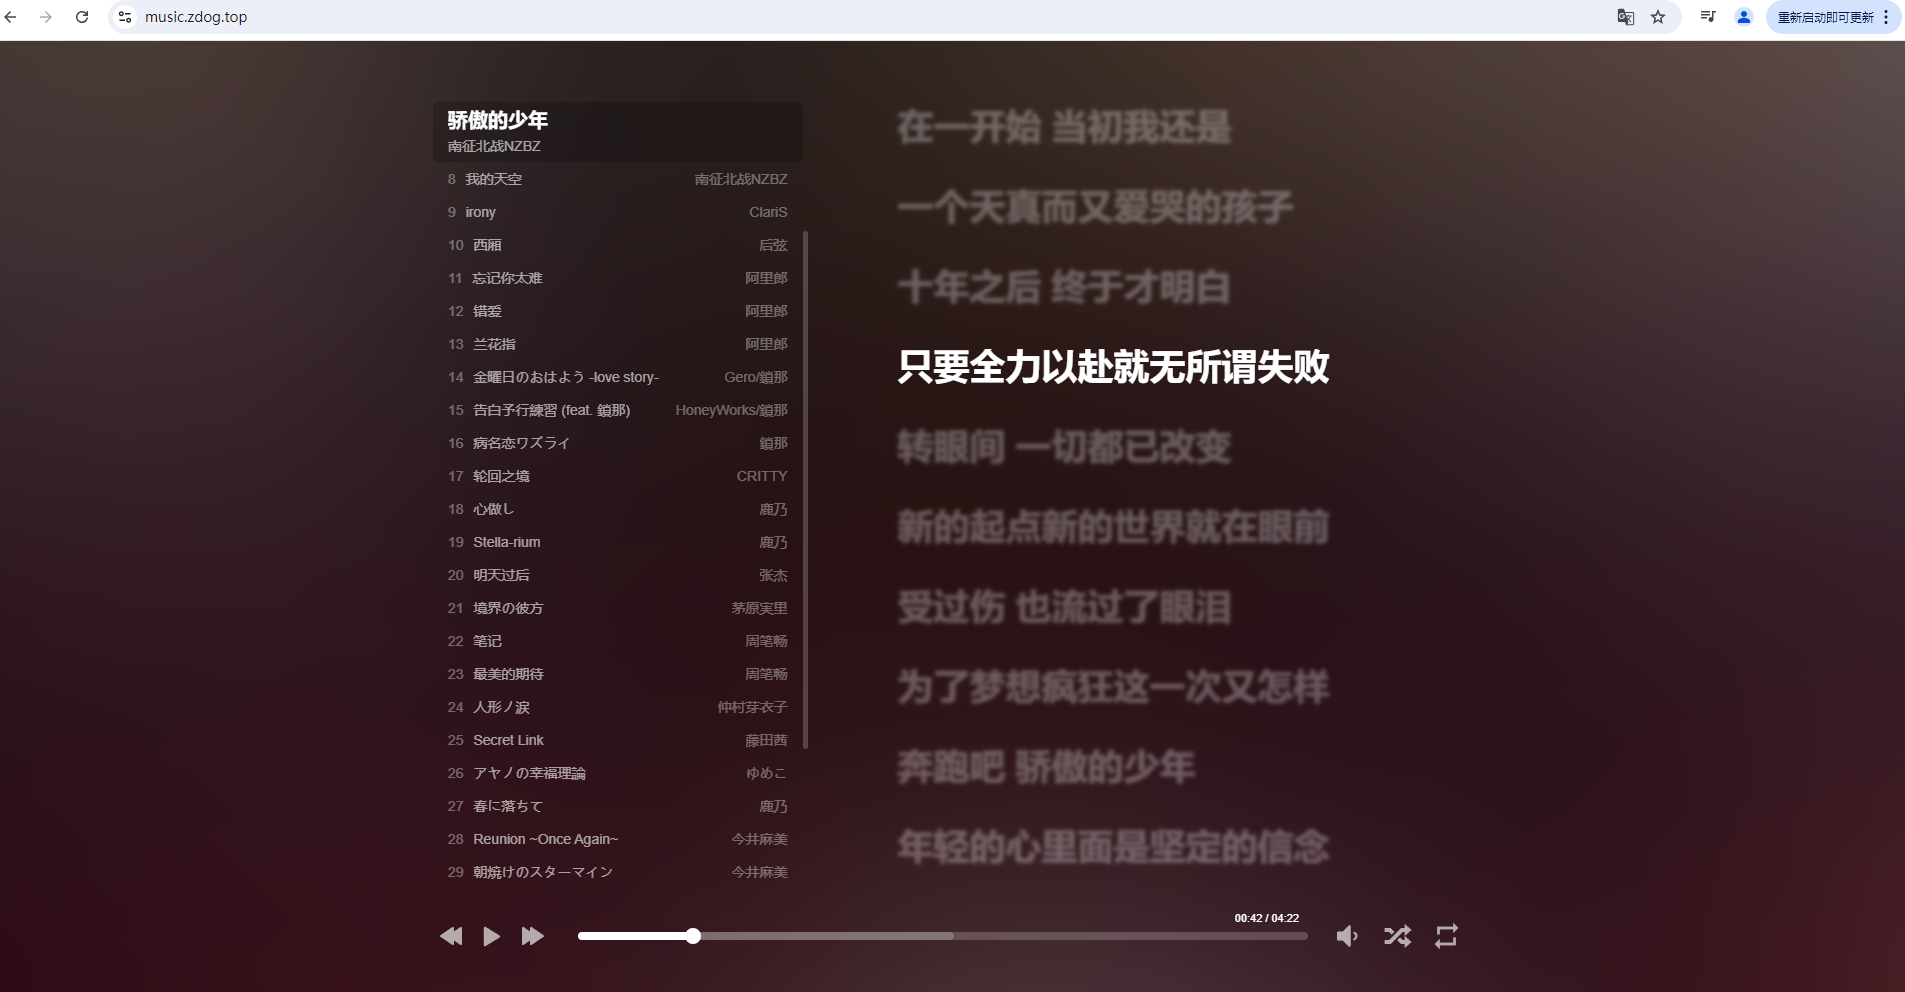 music.zdog.top
重新启动即可更新
骄傲的少年
南征北战NZBZ
8 我的天空 南征北战NZBZ
9 irony ClariS
10 西厢 后弦
11 忘记你太难 阿里郎
12 错爱 阿里郎
13 兰花指 阿里郎
14 金曜日のおはよう -love story- Gero/鎖那
15 告白予行練習 (feat. 鎖那) HoneyWorks/鎖那
16 病名恋ワズライ 鎖那
17 轮回之境 CRITTY
18 心做し 鹿乃
19 Stella-rium 鹿乃
20 明天过后 张杰
21 境界の彼方 茅原実里
22 笔记 周笔畅
23 最美的期待 周笔畅
24 人形ノ涙 仲村芽衣子
25 Secret Link 藤田茜
26 アヤノの幸福理論 ゆめこ
27 春に落ちて 鹿乃
28 Reunion ~Once Again~ 今井麻美
29 朝焼けのスターマイン 今井麻美
在一开始 当初我还是
一个天真而又爱哭的孩子
十年之后 终于才明白
只要全力以赴就无所谓失败
转眼间 一切都已改变
新的起点新的世界就在眼前
受过伤 也流过了眼泪
为了梦想疯狂这一次又怎样
奔跑吧 骄傲的少年
年轻的心里面是坚定的信念
00:42 / 04:22